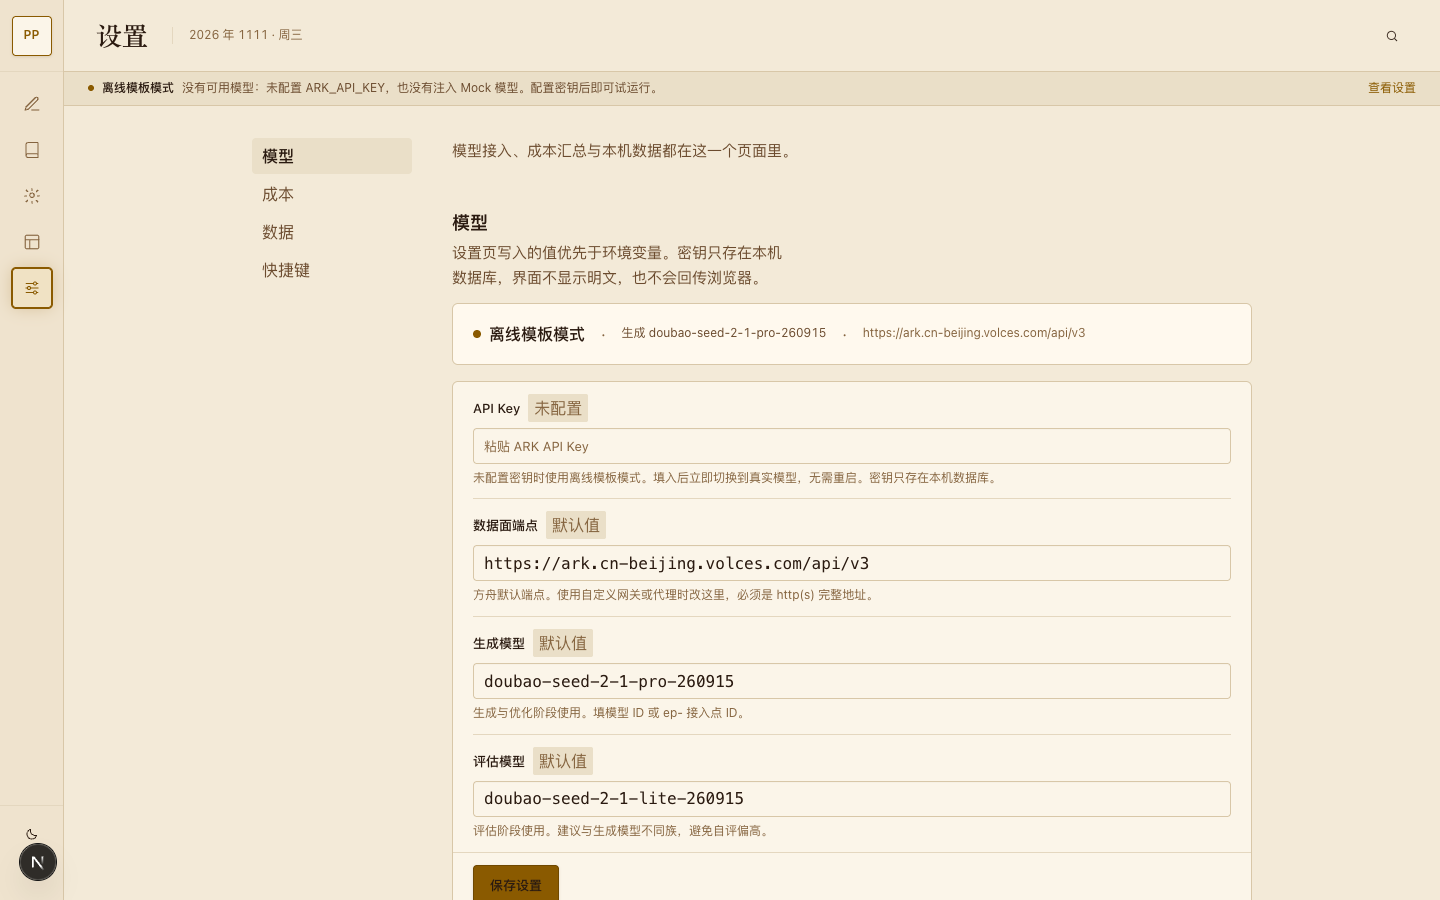 PP
设置
2026 年 1111 · 周三
离线模板模式 没有可用模型：未配置 ARK_API_KEY，也没有注入 Mock 模型。配置密钥后即可试运行。
查看设置
模型
成本
数据
快捷键
模型接入、成本汇总与本机数据都在这一个页面里。
模型
设置页写入的值优先于环境变量。密钥只存在本机
数据库，界面不显示明文，也不会回传浏览器。
离线模板模式 · 生成 doubao-seed-2-1-pro-260915 · https://ark.cn-beijing.volces.com/api/v3
API Key 未配置
粘贴 ARK API Key
未配置密钥时使用离线模板模式。填入后立即切换到真实模型，无需重启。密钥只存在本机数据库。
数据面端点 默认值
https://ark.cn-beijing.volces.com/api/v3
方舟默认端点。使用自定义网关或代理时改这里，必须是 http(s) 完整地址。
生成模型 默认值
doubao-seed-2-1-pro-260915
生成与优化阶段使用。填模型 ID 或 ep- 接入点 ID。
评估模型 默认值
doubao-seed-2-1-lite-260915
评估阶段使用。建议与生成模型不同族，避免自评偏高。
保存设置
N